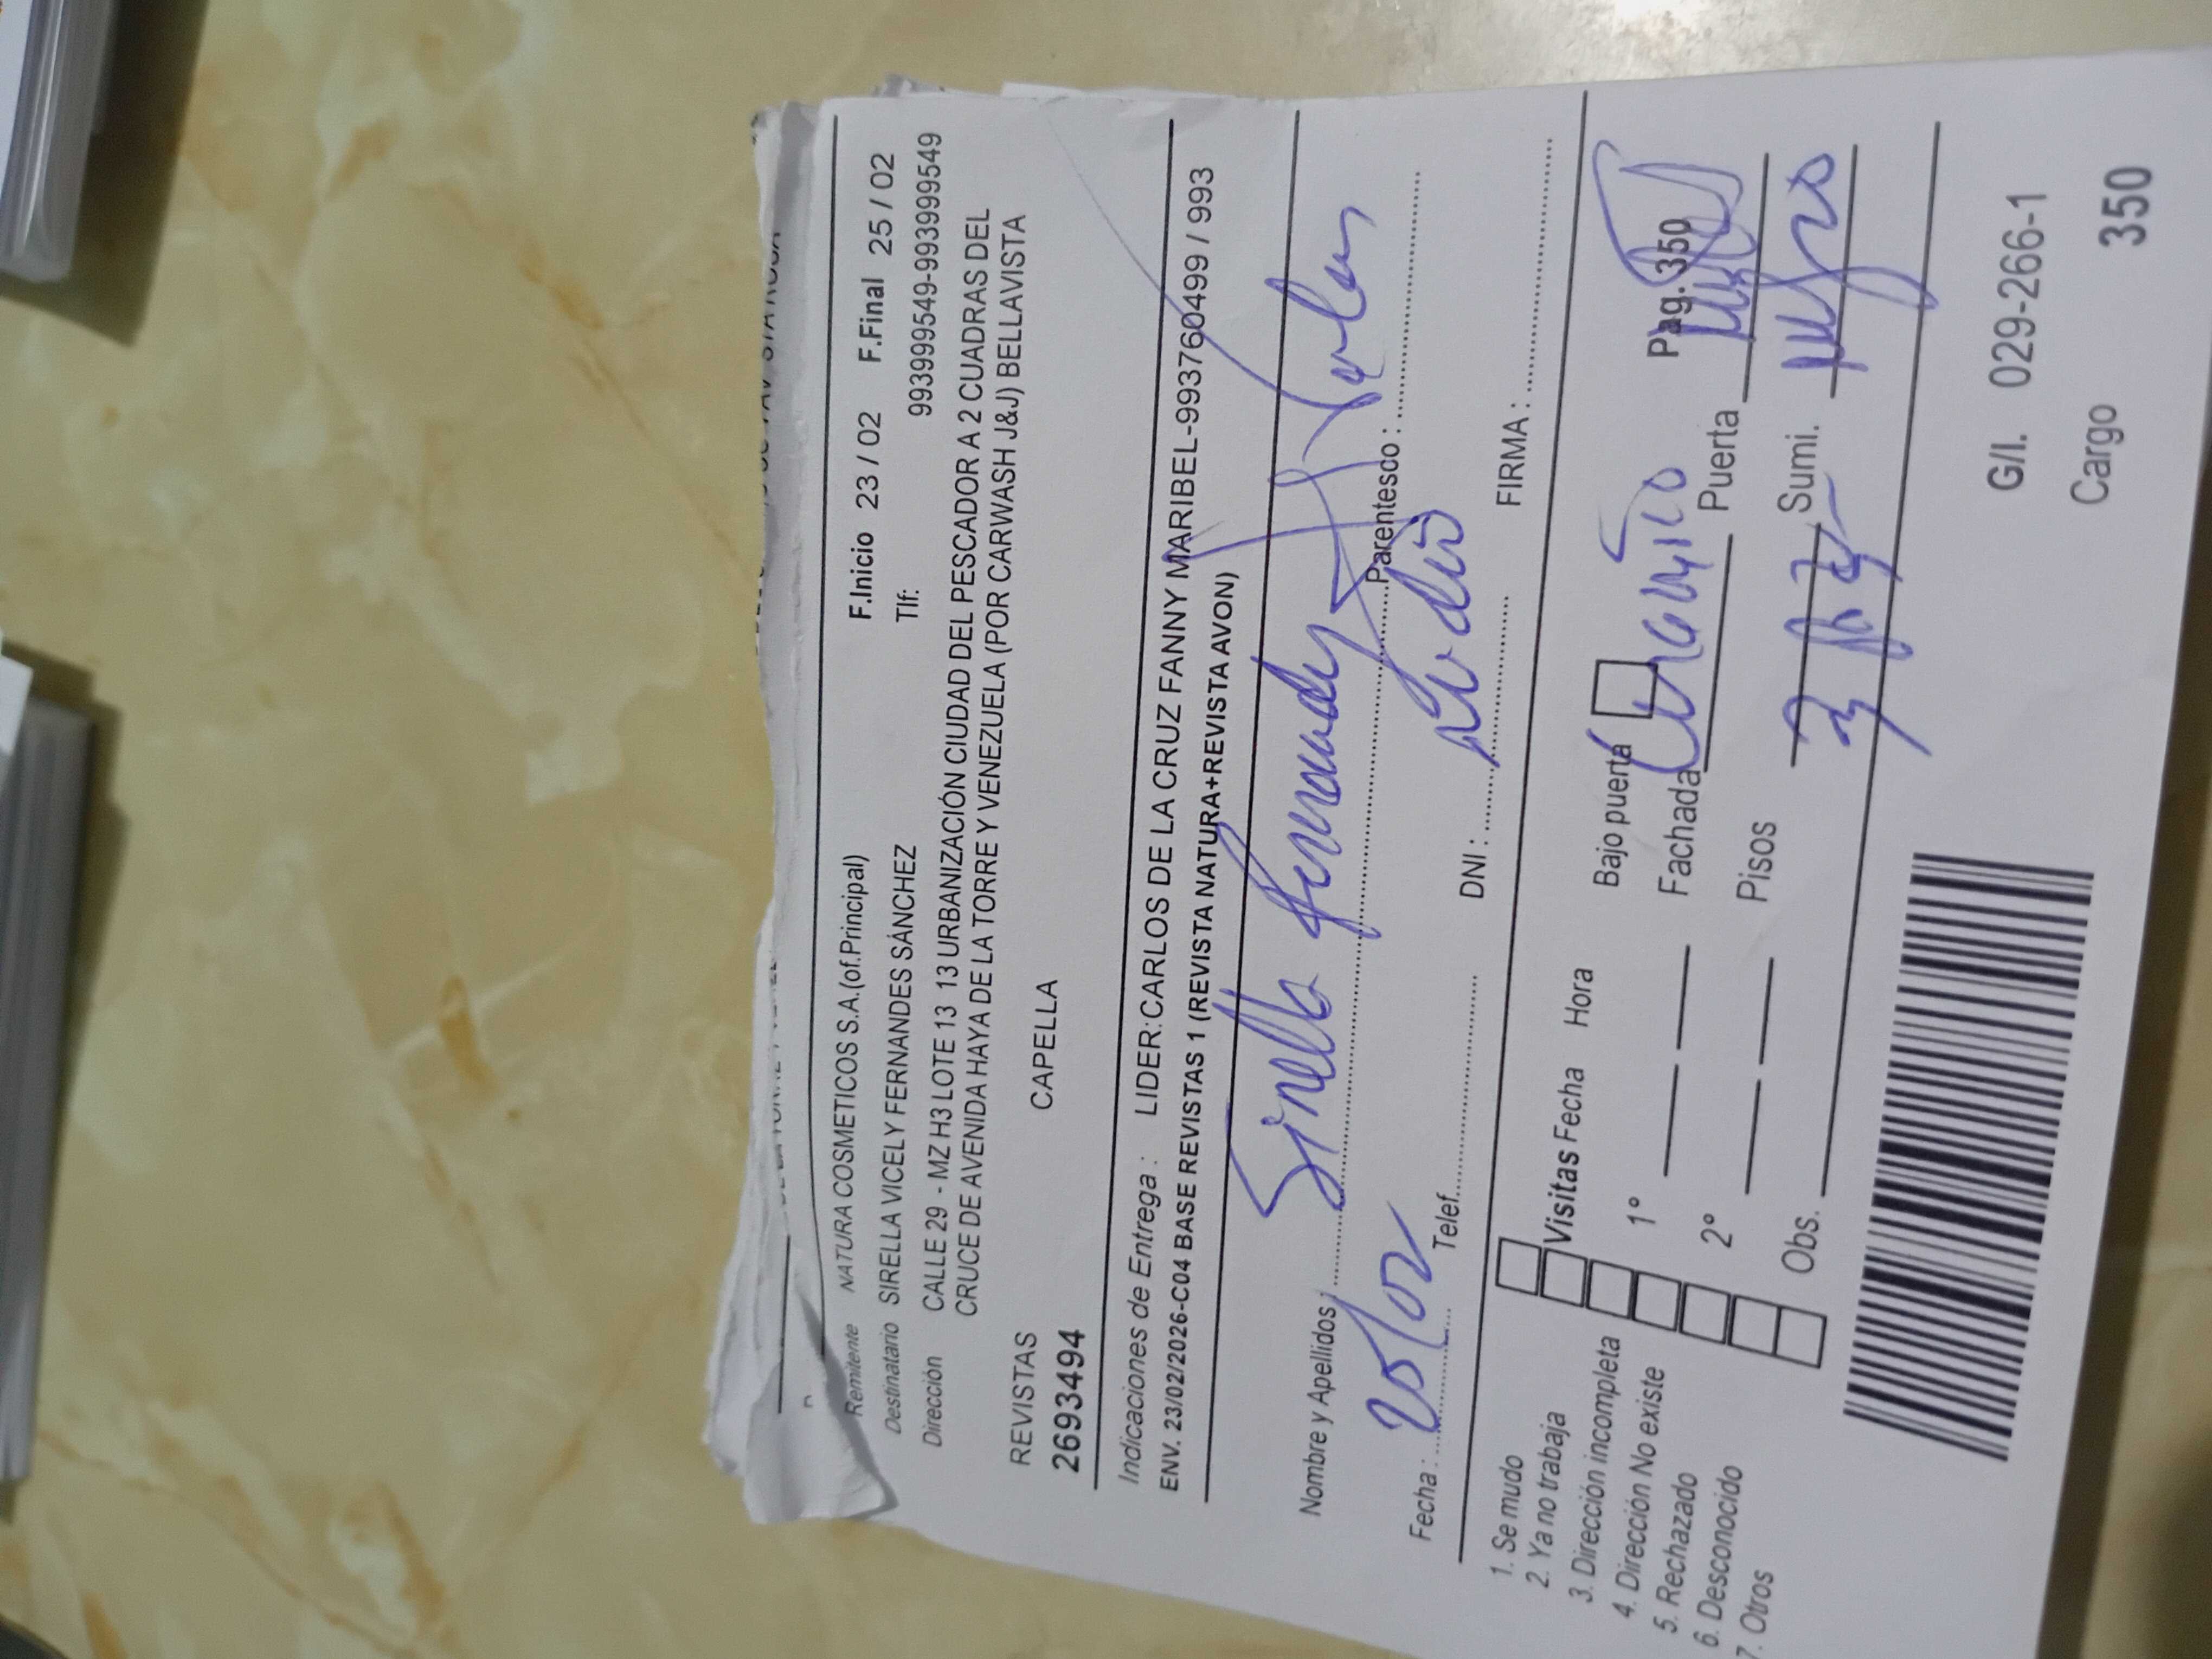 Remitente NATURA COSMETICOS S.A.(of.Principal) F.Inicio 23 / 02 F.Final 25 / 02
Destinatario SIRELLA VICELY FERNANDES SÁNCHEZ Tlf: 993999549-993999549
Dirección CALLE 29 - MZ H3 LOTE 13 13 URBANIZACIÓN CIUDAD DEL PESCADOR A 2 CUADRAS DEL
CRUCE DE AVENIDA HAYA DE LA TORRE Y VENEZUELA (POR CARWASH J&J) BELLAVISTA
REVISTAS CAPELLA
2693494
Indicaciones de Entrega : LIDER:CARLOS DE LA CRUZ FANNY MARIBEL-993760499 / 993
ENV. 23/02/2026-C04 BASE REVISTAS 1 (REVISTA NATURA+REVISTA AVON)
Nombre y Apellidos : Parentesco :
Fecha : Telef. DNI : FIRMA :
1. Se mudo
2. Ya no trabaja
3. Dirección incompleta
4. Dirección No existe
5. Rechazado
6. Desconocido
7. Otros
Visitas Fecha Hora
1°
2°
Obs.
Bajo puerta Pag. 350
Fachada Puerta
Pisos 3 Sumi.
G/I. 029-266-1
Cargo 350